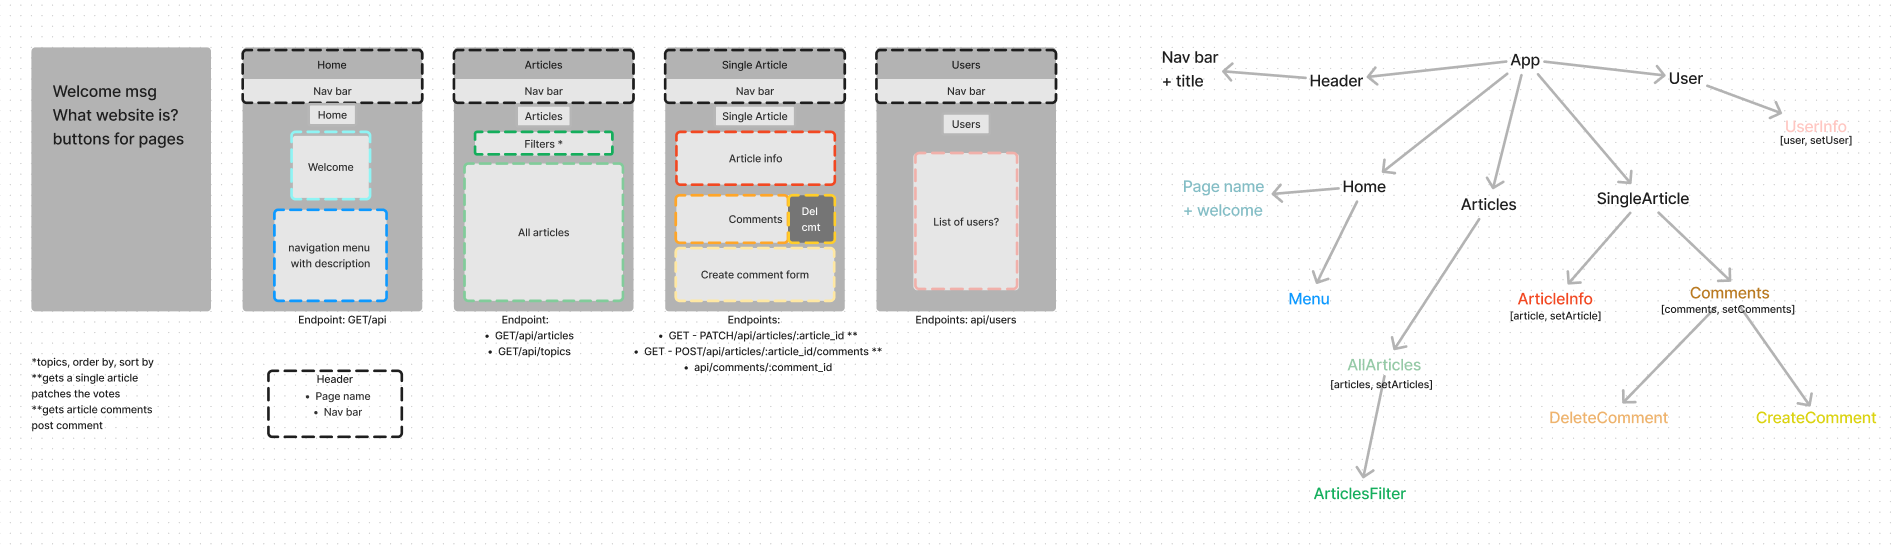 Welcome msg
What website is?
buttons for pages
Home
Nav bar
Home
Welcome
navigation menu
with description
Endpoint: GET/api
Articles
Nav bar
Articles
Filters *
All articles
Endpoint:
• GET/api/articles
• GET/api/topics
Single Article
Nav bar
Single Article
Article info
Comments
Del
cmt
Create comment form
Endpoints:
• GET - PATCH/api/articles/:article_id **
• GET - POST/api/articles/:article_id/comments **
• api/comments/:comment_id
Users
Nav bar
Users
List of users?
Endpoints: api/users
*topics, order by, sort by
**gets a single article
patches the votes
**gets article comments
post comment
Header
• Page name
• Nav bar
App
Nav bar
+ title
Header
User
UserInfo
[user, setUser]
Page name
+ welcome
Home
Articles
SingleArticle
Menu
ArticleInfo
[article, setArticle]
Comments
[comments, setComments]
AllArticles
[articles, setArticles]
DeleteComment
CreateComment
ArticlesFilter